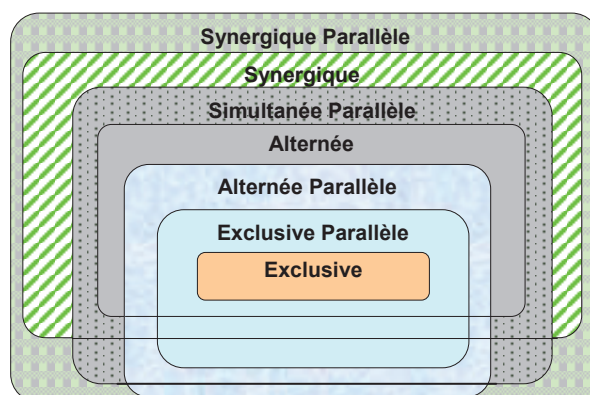 Synergique Parallèle
Synergique
Simultanée Parallèle
Alternée
Alternée Parallèle
Exclusive Parallèle
Exclusive